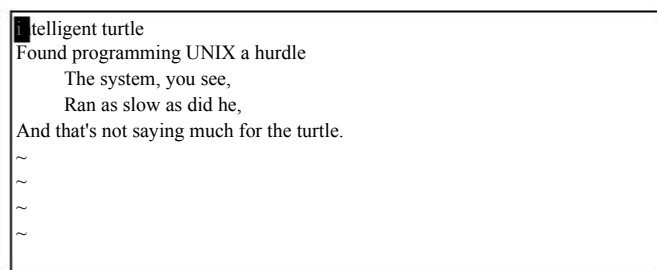 intelligent turtle
Found programming UNIX a hurdle
The system, you see,
Ran as slow as did he,
And that's not saying much for the turtle.
~
~
~
~